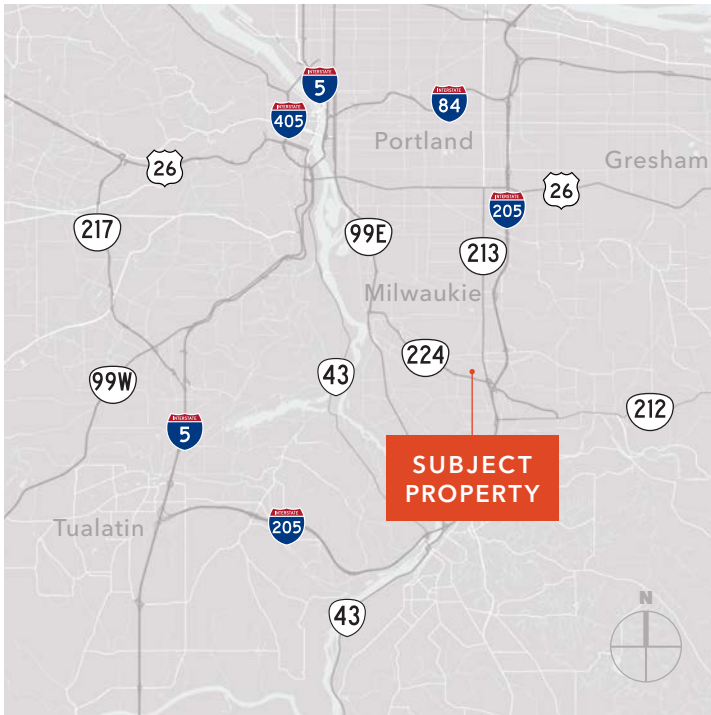 INTERSTATE
5
INTERSTATE
84
INTERSTATE
405
Portland
Gresham
26
26
INTERSTATE
205
217
99E
213
Milwaukie
224
43
99W
212
INTERSTATE
5
SUBJECT
PROPERTY
Tualatin
INTERSTATE
205
43
N